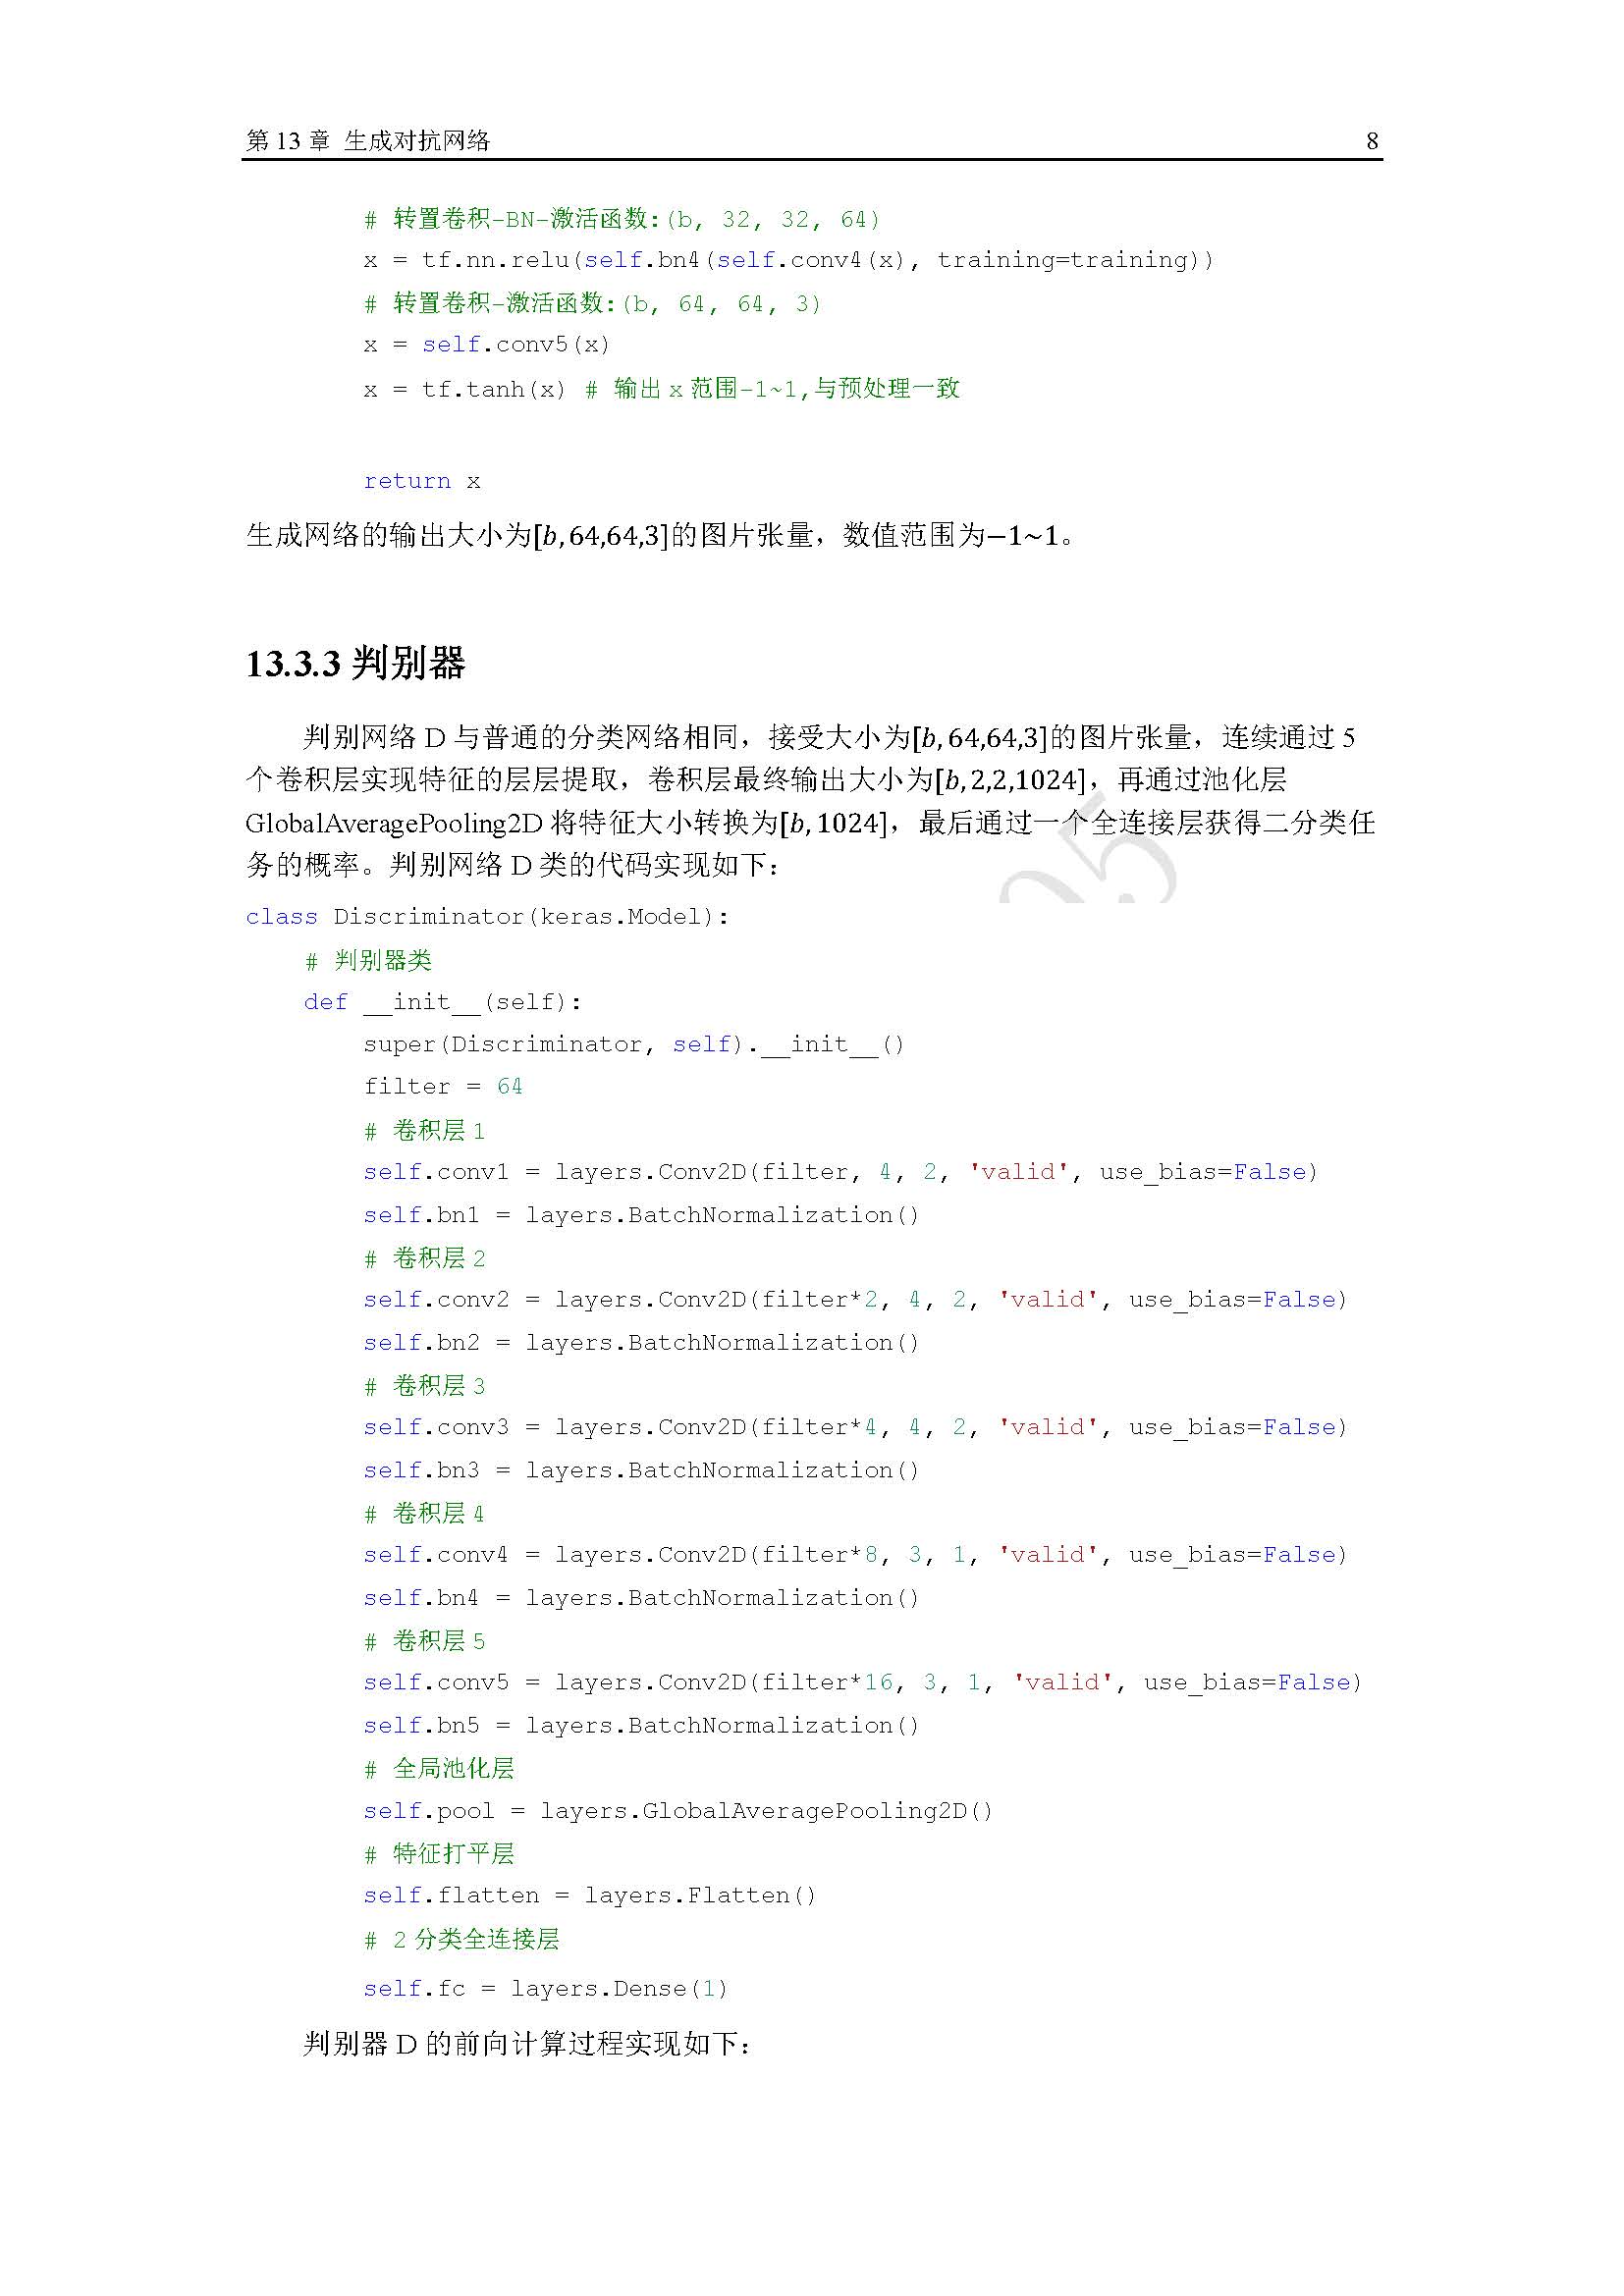 第 13 章 生成对抗网络 8
# 转置卷积-BN-激活函数:(b, 32, 32, 64)
x = tf.nn.relu(self.bn4(self.conv4(x), training=training))
# 转置卷积-激活函数:(b, 64, 64, 3)
x = self.conv5(x)
x = tf.tanh(x) # 输出 x 范围-1~1,与预处理一致
return x
生成网络的输出大小为[b, 64,64,3]的图片张量，数值范围为−1~1。
13.3.3 判别器
判别网络 D 与普通的分类网络相同，接受大小为[b, 64,64,3]的图片张量，连续通过 5
个卷积层实现特征的层层提取，卷积层最终输出大小为[b, 2,2,1024]，再通过池化层
GlobalAveragePooling2D 将特征大小转换为[b, 1024]，最后通过一个全连接层获得二分类任
务的概率。判别网络 D 类的代码实现如下：
class Discriminator(keras.Model):
# 判别器类
def __init__(self):
super(Discriminator, self).__init__()
filter = 64
# 卷积层 1
self.conv1 = layers.Conv2D(filter, 4, 2, 'valid', use_bias=False)
self.bn1 = layers.BatchNormalization()
# 卷积层 2
self.conv2 = layers.Conv2D(filter*2, 4, 2, 'valid', use_bias=False)
self.bn2 = layers.BatchNormalization()
# 卷积层 3
self.conv3 = layers.Conv2D(filter*4, 4, 2, 'valid', use_bias=False)
self.bn3 = layers.BatchNormalization()
# 卷积层 4
self.conv4 = layers.Conv2D(filter*8, 3, 1, 'valid', use_bias=False)
self.bn4 = layers.BatchNormalization()
# 卷积层 5
self.conv5 = layers.Conv2D(filter*16, 3, 1, 'valid', use_bias=False)
self.bn5 = layers.BatchNormalization()
# 全局池化层
self.pool = layers.GlobalAveragePooling2D()
# 特征打平层
self.flatten = layers.Flatten()
# 2 分类全连接层
self.fc = layers.Dense(1)
判别器 D 的前向计算过程实现如下：